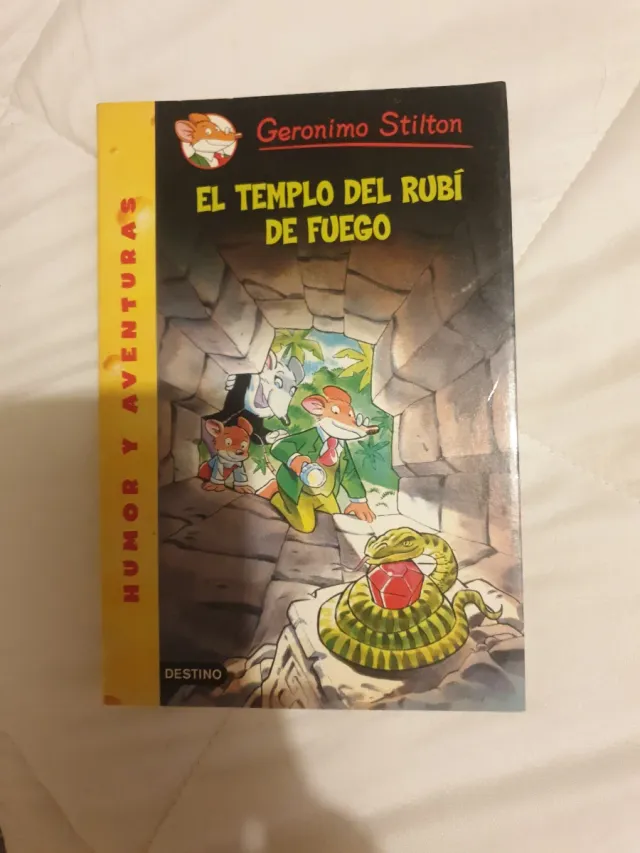 Geronimo Stilton
EL TEMPLO DEL RUBÍ
DE FUEGO
HUMOR Y AVENTURAS
DESTINO